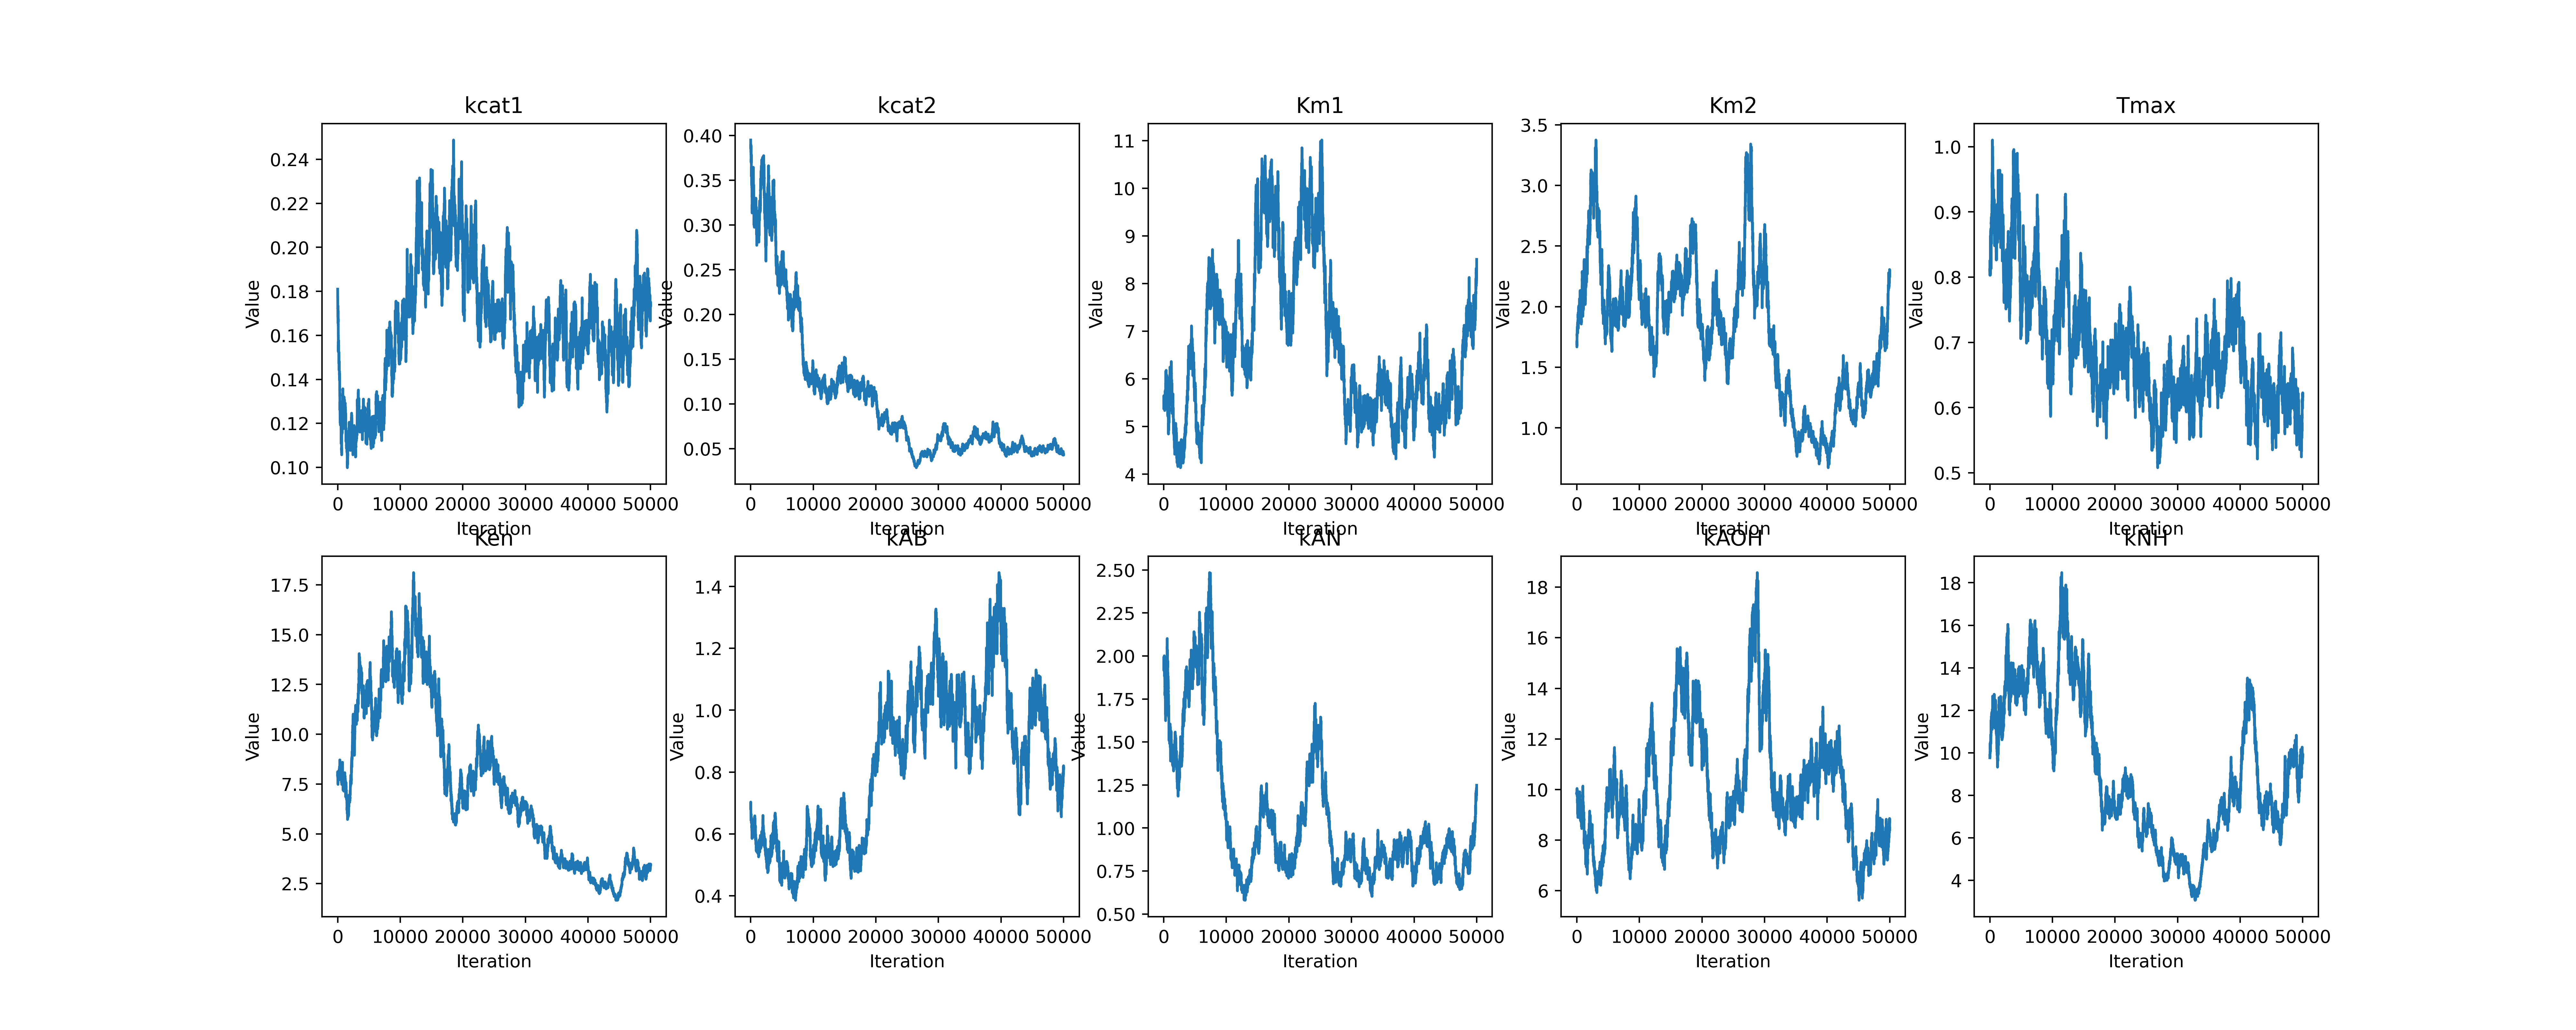 kcat1
kcat2
Km1
Km2
Tmax
Value
0.24
0.22
0.20
0.18
0.16
0.14
0.12
0.10
0 10000 20000 30000 40000 50000
Iteration
Value
0.40
0.35
0.30
0.25
0.20
0.15
0.10
0.05
0 10000 20000 30000 40000 50000
Iteration
Value
11
10
9
8
7
6
5
4
0 10000 20000 30000 40000 50000
Iteration
Value
3.5
3.0
2.5
2.0
1.5
1.0
0 10000 20000 30000 40000 50000
Iteration
Value
1.0
0.9
0.8
0.7
0.6
0.5
0 10000 20000 30000 40000 50000
Iteration
Ken
kAB
kAN
kAOH
kNH
Value
17.5
15.0
12.5
10.0
7.5
5.0
2.5
0 10000 20000 30000 40000 50000
Iteration
Value
1.4
1.2
1.0
0.8
0.6
0.4
0 10000 20000 30000 40000 50000
Iteration
Value
2.50
2.25
2.00
1.75
1.50
1.25
1.00
0.75
0.50
0 10000 20000 30000 40000 50000
Iteration
Value
18
16
14
12
10
8
6
0 10000 20000 30000 40000 50000
Iteration
Value
18
16
14
12
10
8
6
4
0 10000 20000 30000 40000 50000
Iteration